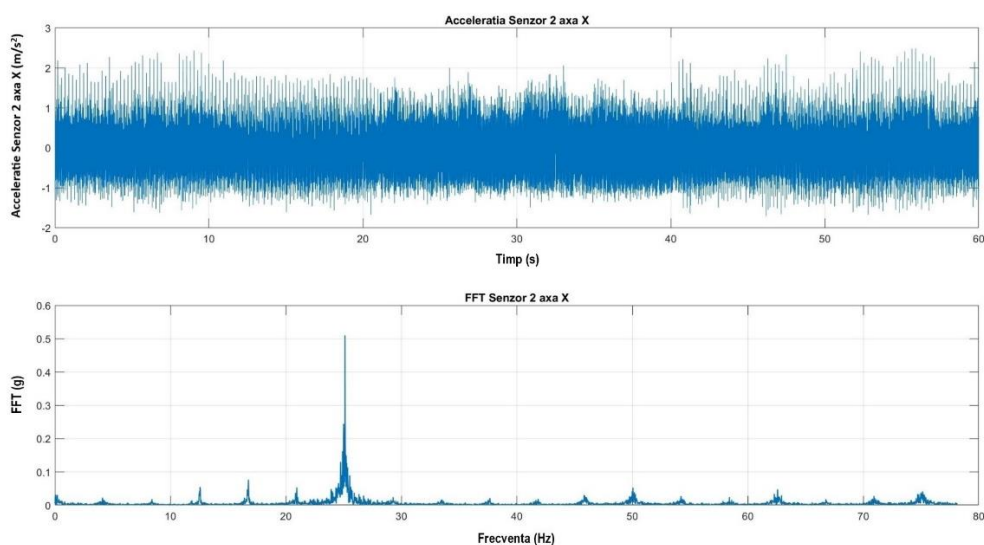 Acceleratia Senzor 2 axa X
Acceleratie Senzor 2 axa X (m/s²)
3
2
1
0
-1
-2
0 10 20 30 40 50 60
Timp (s)
FFT Senzor 2 axa X
FFT (g)
0.6
0.5
0.4
0.3
0.2
0.1
0
0 10 20 30 40 50 60 70 80
Frecventa (Hz)